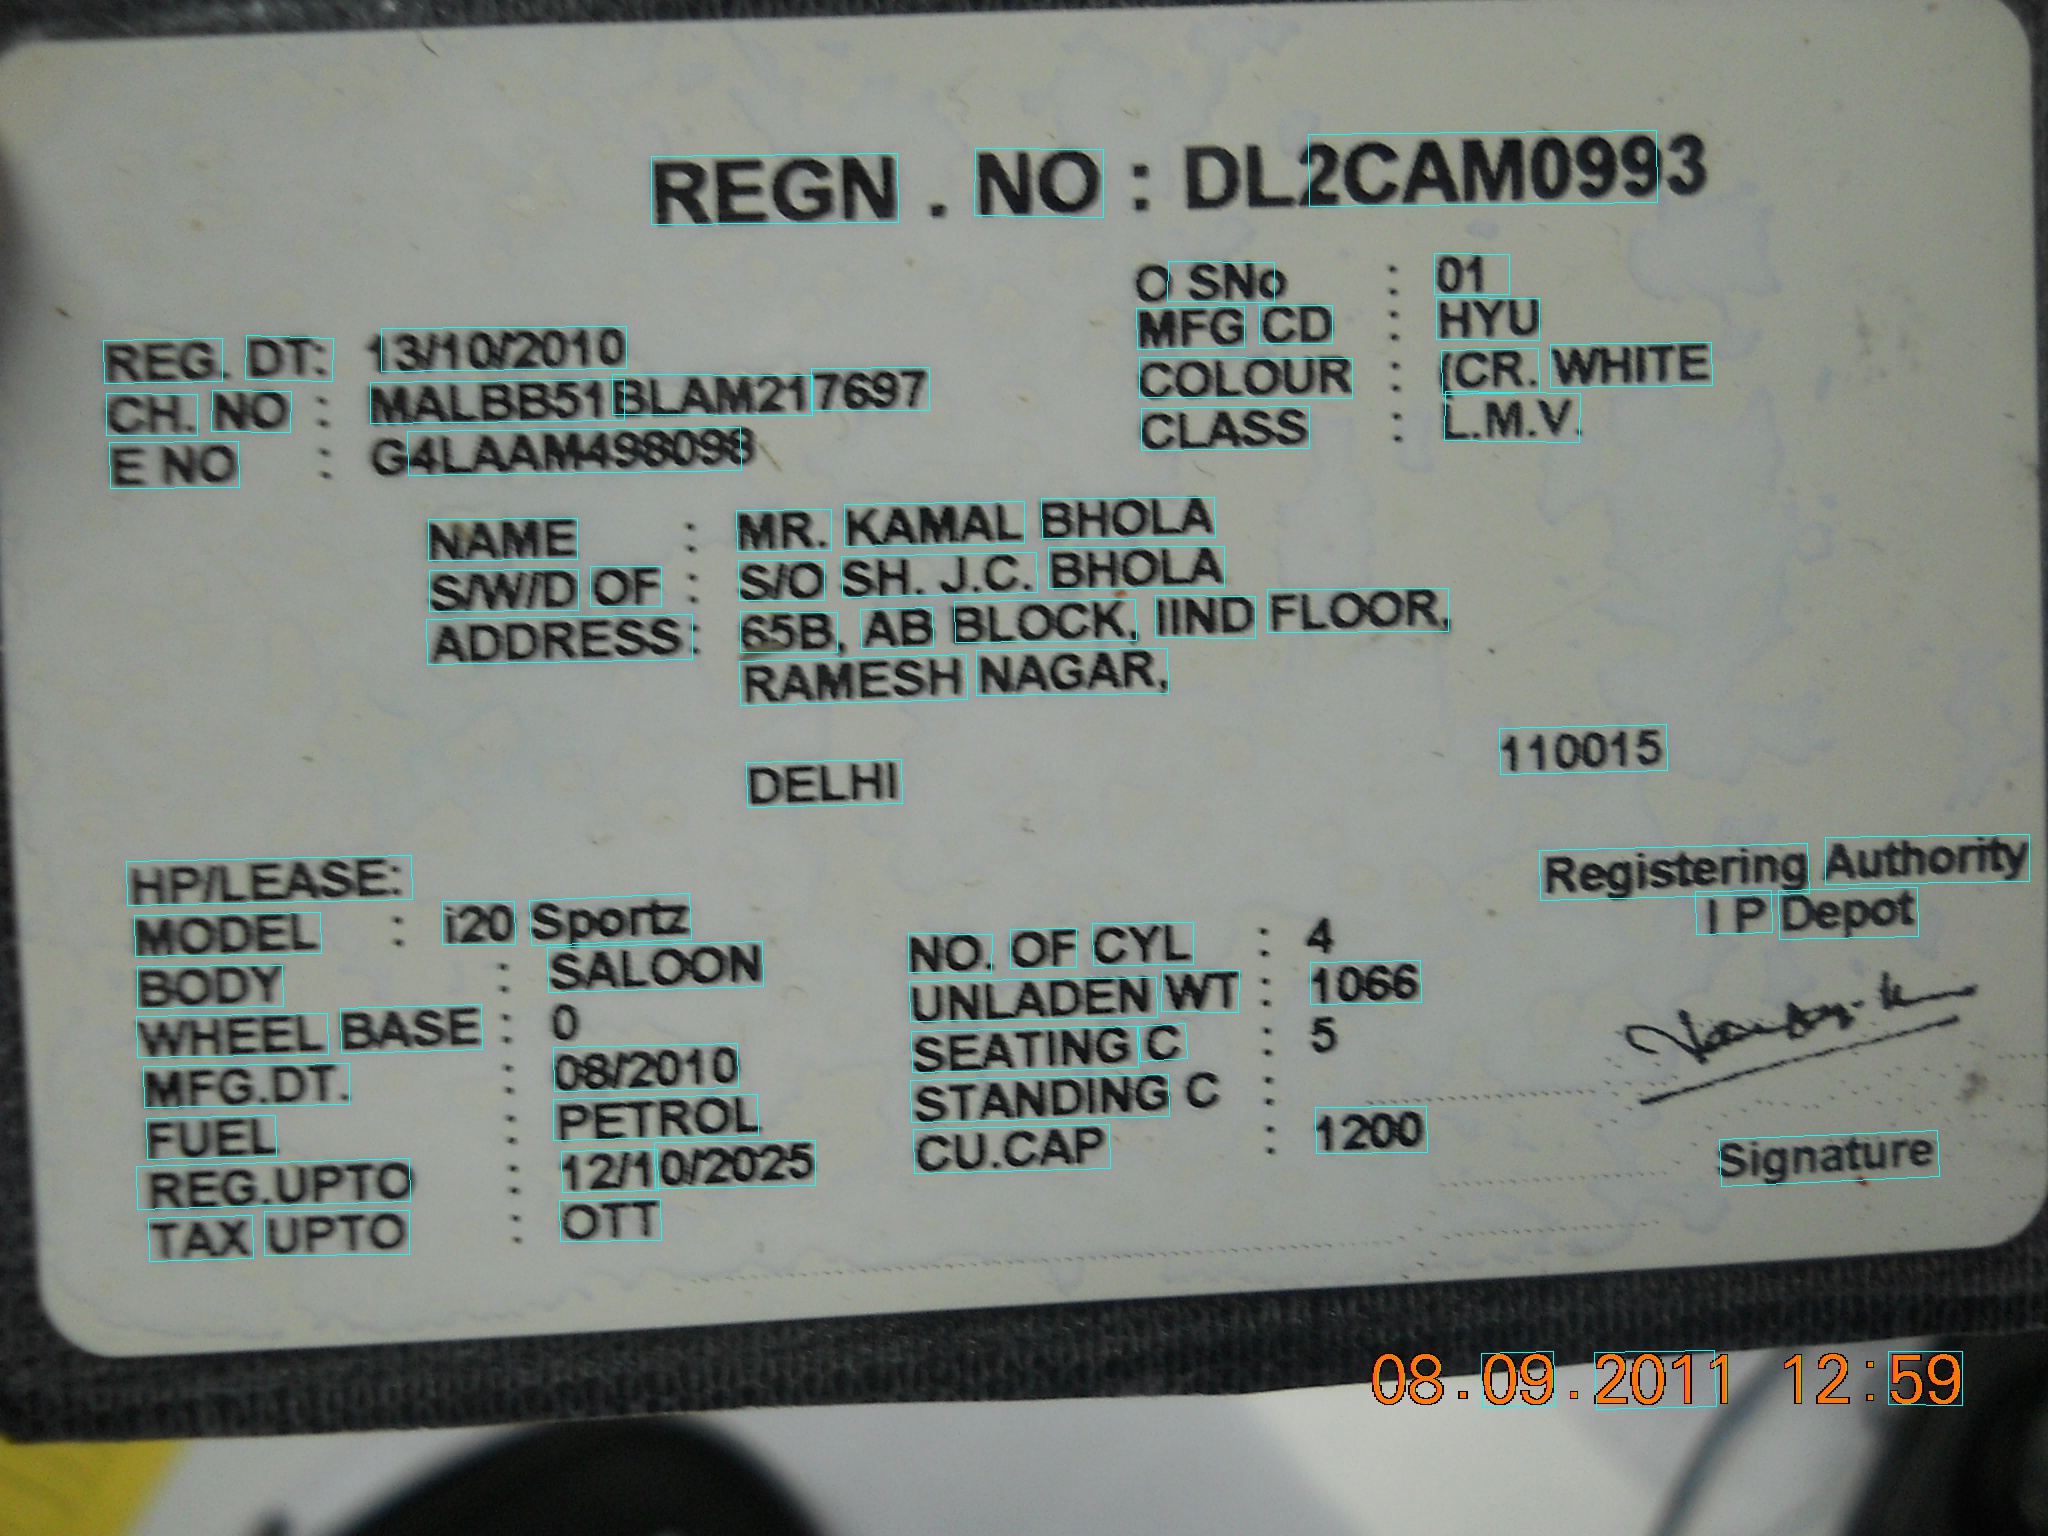 REGN . NO : DL2CAM0993
O SNo : 01
MFG CD : HYU
COLOUR : (CR. WHITE
CLASS : L.M.V.
REG. DT: 13/10/2010
CH. NO : MALBB51BLAM217697
E NO : G4LAAM498098
NAME : MR. KAMAL BHOLA
S/W/D OF : S/O SH. J.C. BHOLA
ADDRESS : 65B, AB BLOCK, IIND FLOOR,
RAMESH NAGAR,
DELHI 110015
HP/LEASE:
MODEL : i20 Sportz
BODY : SALOON
WHEEL BASE : 0
MFG.DT. : 08/2010
FUEL : PETROL
REG.UPTO : 12/10/2025
TAX UPTO : OTT
NO. OF CYL : 4
UNLADEN WT : 1066
SEATING C : 5
STANDING C :
CU.CAP : 1200
Registering Authority
I P Depot
Signature
08.09.2011 12:59